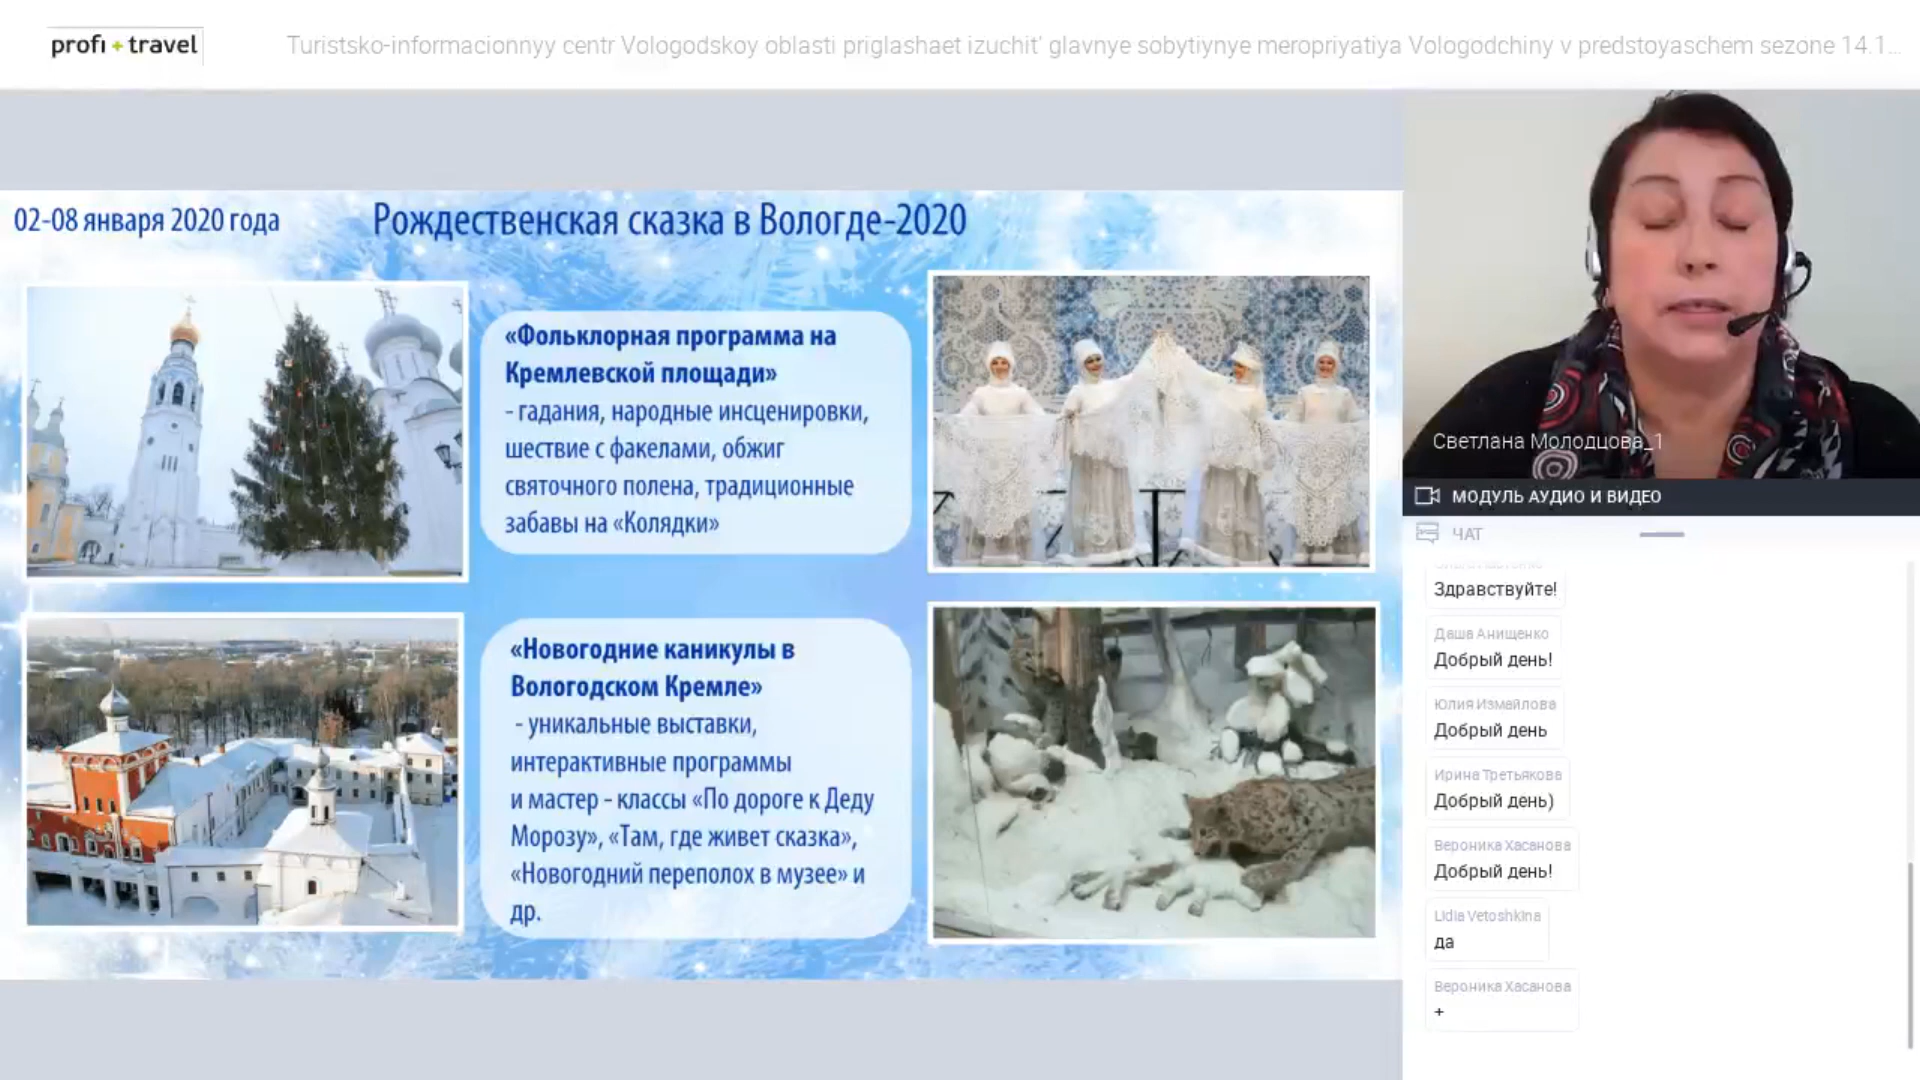 profi + travel
Turistsko-informacionnyy centr Vologodskoy oblasti priglashaet izuchit' glavnye sobytiynye meropriyatiya Vologodchiny v predstoyaschem sezone 14.1...
02-08 января 2020 года
Рождественская сказка в Вологде-2020
«Фольклорная программа на
Кремлевской площади»
- гадания, народные инсценировки,
шествие с факелами, обжиг
святочного полена, традиционные
забавы на «Колядки»
«Новогодние каникулы в
Вологодском Кремле»
- уникальные выставки,
интерактивные программы
и мастер - классы «По дороге к Деду
Морозу», «Там, где живет сказка»,
«Новогодний переполох в музее» и
др.
Светлана Молодцова_1
МОДУЛЬ АУДИО И ВИДЕО
ЧАТ
Здравствуйте!
Даша Анищенко
Добрый день!
Юлия Измайлова
Добрый день
Ирина Третьякова
Добрый день)
Вероника Хасанова
Добрый день!
Lidia Vetoshkina
да
Вероника Хасанова
+